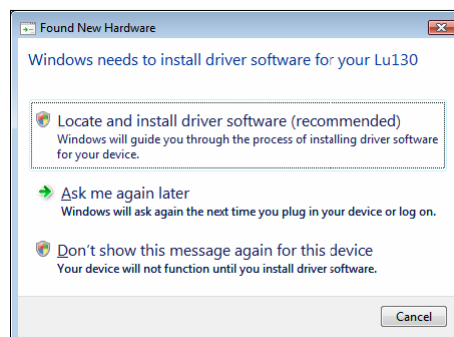 Found New Hardware
Windows needs to install driver software for your Lu130
Locate and install driver software (recommended)
Windows will guide you through the process of installing driver software
for your device.
Ask me again later
Windows will ask again the next time you plug in your device or log on.
Don't show this message again for this device
Your device will not function until you install driver software.
Cancel